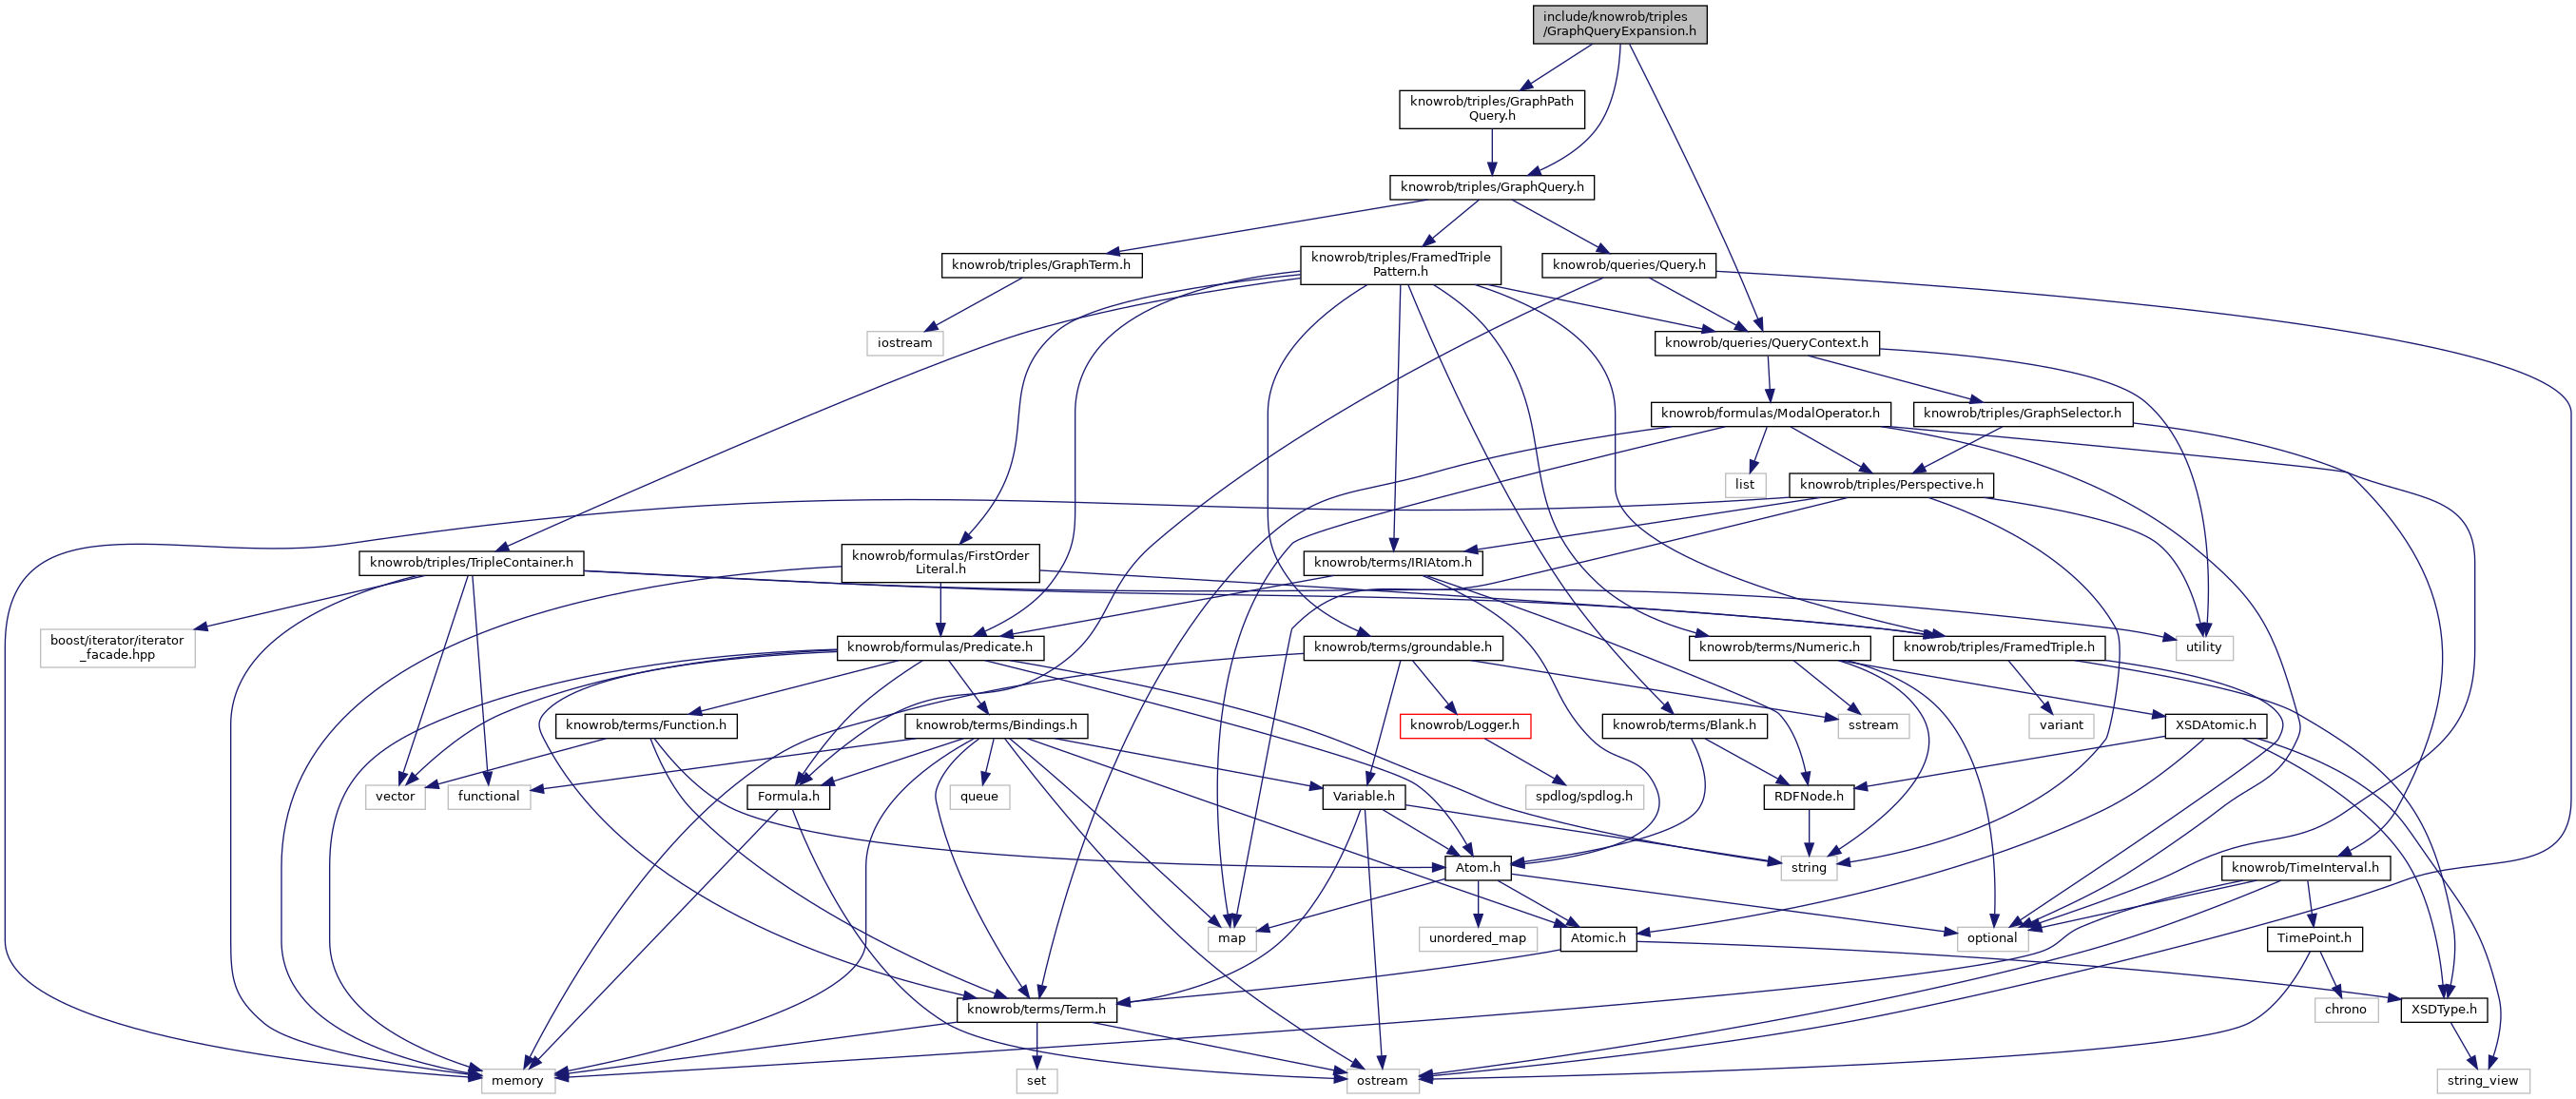 include/knowrob/triples
/GraphQueryExpansion.h
knowrob/triples/GraphPath
Query.h
knowrob/triples/GraphQuery.h
knowrob/triples/GraphTerm.h
knowrob/triples/FramedTriple
Pattern.h
knowrob/queries/Query.h
iostream
knowrob/queries/QueryContext.h
knowrob/formulas/ModalOperator.h
knowrob/triples/GraphSelector.h
list
knowrob/triples/Perspective.h
knowrob/triples/TripleContainer.h
knowrob/formulas/FirstOrder
Literal.h
knowrob/terms/IRIAtom.h
boost/iterator/iterator
_facade.hpp
knowrob/formulas/Predicate.h
knowrob/terms/groundable.h
knowrob/terms/Numeric.h
knowrob/triples/FramedTriple.h
utility
knowrob/terms/Function.h
knowrob/terms/Bindings.h
knowrob/Logger.h
knowrob/terms/Blank.h
sstream
variant
XSDAtomic.h
vector
functional
Formula.h
queue
Variable.h
spdlog/spdlog.h
RDFNode.h
Atom.h
string
knowrob/TimeInterval.h
map
unordered_map
Atomic.h
optional
TimePoint.h
knowrob/terms/Term.h
chrono
XSDType.h
memory
set
ostream
string_view